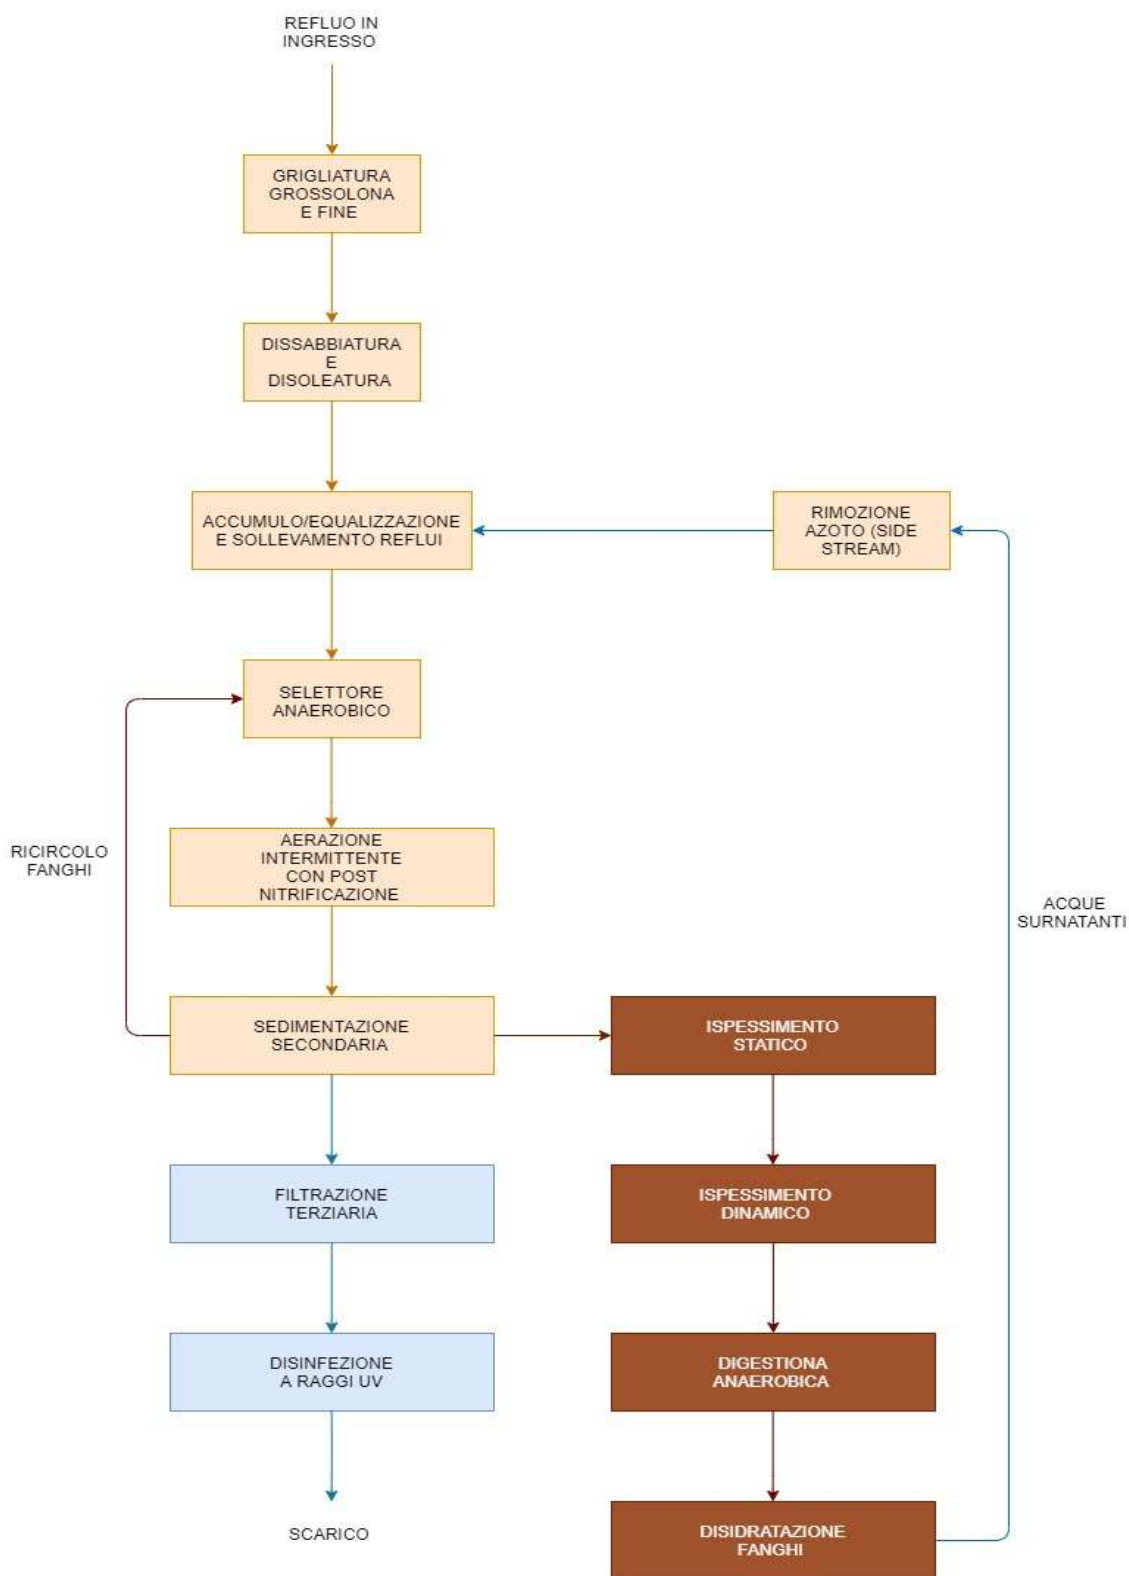 REFLUO IN
INGRESSO
GRIGLIATURA
GROSSOLONA
E FINE
DISSABBIATURA
E
DISOLEATURA
ACCUMULO/EQUALIZZAZIONE
E SOLLEVAMENTO REFLUI
RIMOZIONE
AZOTO (SIDE
STREAM)
SELETTORE
ANAEROBICO
AERAZIONE
INTERMITTENTE
CON POST
NITRIFICAZIONE
RICIRCOLO
FANGHI
ACQUE
SURNATANTI
SEDIMENTAZIONE
SECONDARIA
ISPESSIMENTO
STATICO
FILTRAZIONE
TERZIARIA
ISPESSIMENTO
DINAMICO
DISINFEZIONE
A RAGGI UV
DIGESTIONA
ANAEROBICA
SCARICO
DISIDRATAZIONE
FANGHI